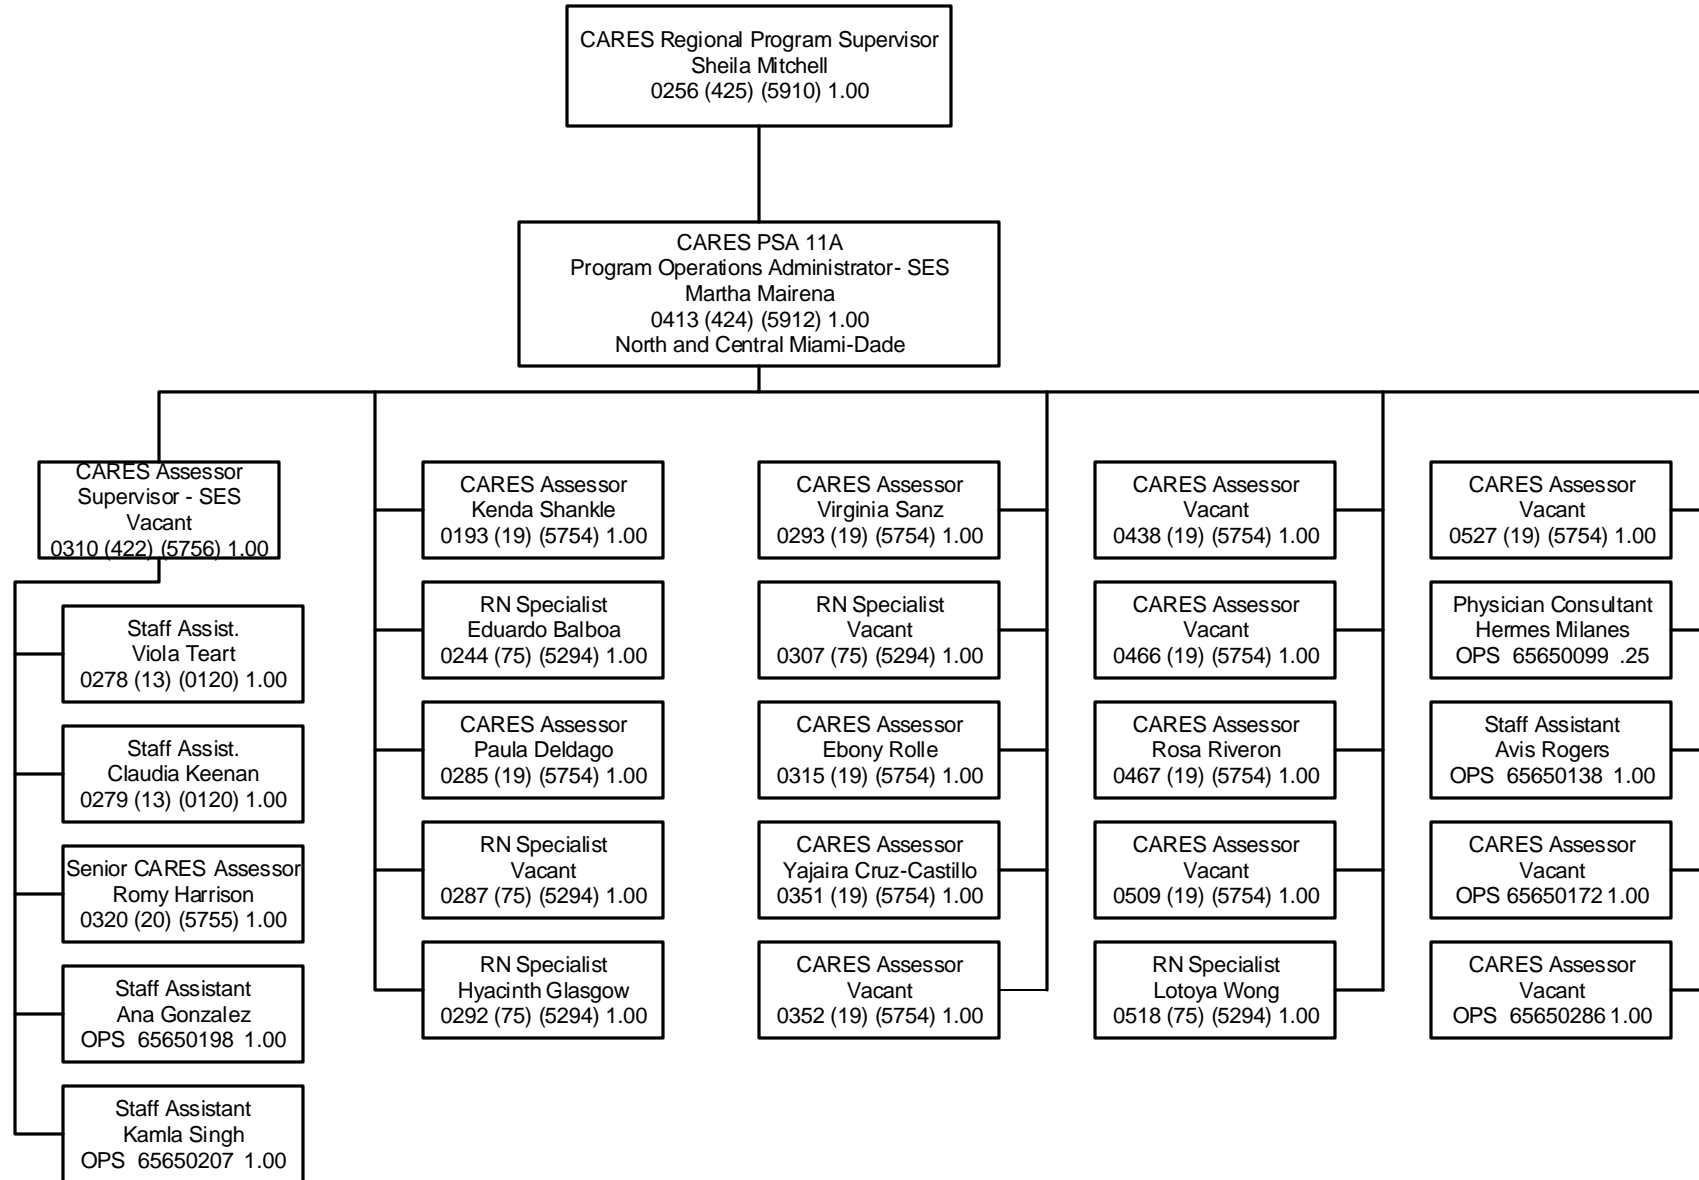 CARES Regional Program Supervisor
Sheila Mitchell
0256 (425) (5910) 1.00
CARES PSA 11A
Program Operations Administrator- SES
Martha Mairena
0413 (424) (5912) 1.00
North and Central Miami-Dade
CARES Assessor
Supervisor - SES
Vacant
0310 (422) (5756) 1.00
Staff Assist.
Viola Teart
0278 (13) (0120) 1.00
Staff Assist.
Claudia Keenan
0279 (13) (0120) 1.00
Senior CARES Assessor
Romy Harrison
0320 (20) (5755) 1.00
Staff Assistant
Ana Gonzalez
OPS 65650198 1.00
Staff Assistant
Kamla Singh
OPS 65650207 1.00
CARES Assessor
Kenda Shankle
0193 (19) (5754) 1.00
RN Specialist
Eduardo Balboa
0244 (75) (5294) 1.00
CARES Assessor
Paula Deldago
0285 (19) (5754) 1.00
RN Specialist
Vacant
0287 (75) (5294) 1.00
RN Specialist
Hyacinth Glasgow
0292 (75) (5294) 1.00
CARES Assessor
Virginia Sanz
0293 (19) (5754) 1.00
RN Specialist
Vacant
0307 (75) (5294) 1.00
CARES Assessor
Ebony Rolle
0315 (19) (5754) 1.00
CARES Assessor
Yajaira Cruz-Castillo
0351 (19) (5754) 1.00
CARES Assessor
Vacant
0352 (19) (5754) 1.00
CARES Assessor
Vacant
0438 (19) (5754) 1.00
CARES Assessor
Vacant
0466 (19) (5754) 1.00
CARES Assessor
Rosa Riveron
0467 (19) (5754) 1.00
CARES Assessor
Vacant
0509 (19) (5754) 1.00
RN Specialist
Lotoya Wong
0518 (75) (5294) 1.00
CARES Assessor
Vacant
0527 (19) (5754) 1.00
Physician Consultant
Hermes Milanes
OPS 65650099 .25
Staff Assistant
Avis Rogers
OPS 65650138 1.00
CARES Assessor
Vacant
OPS 65650172 1.00
CARES Assessor
Vacant
OPS 65650286 1.00